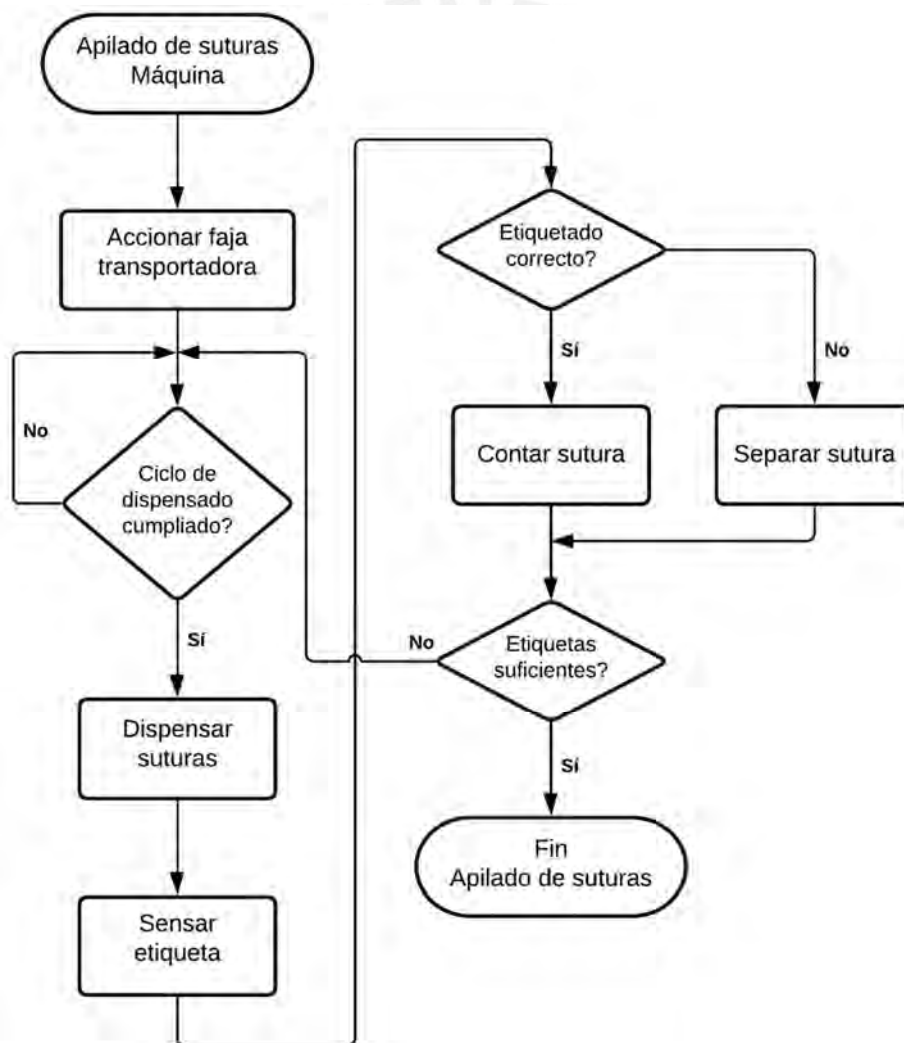 Apilado de suturas
Máquina
Accionar faja
transportadora
No
Ciclo de
dispensado
cumpliado?
Sí
Dispensar
suturas
Sensar
etiqueta
Etiquetado
correcto?
Sí
No
Contar sutura
Separar sutura
No
Etiquetas
suficientes?
Sí
Fin
Apilado de suturas